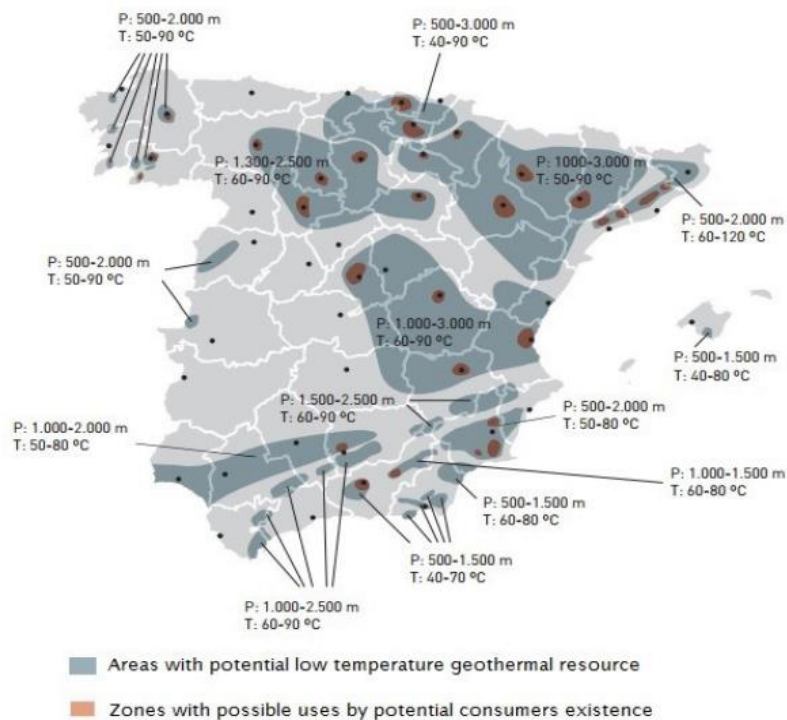 P: 500-2.000 m
T: 50-90 ºC
P: 500-3.000 m
T: 40-90 ºC
P: 1.300-2.500 m
T: 60-90 ºC
P: 1000-3.000 m
T: 50-90 ºC
P: 500-2.000 m
T: 60-120 ºC
P: 500-2.000 m
T: 50-90 ºC
P: 1.000-3.000 m
T: 60-90 ºC
P: 500-1.500 m
T: 40-80 ºC
P: 1.500-2.500 m
T: 60-90 ºC
P: 500-2.000 m
T: 50-80 ºC
P: 1.000-2.000 m
T: 50-80 ºC
P: 1.000-1.500 m
T: 60-80 ºC
P: 500-1.500 m
T: 60-80 ºC
P: 500-1.500 m
T: 40-70 ºC
P: 1.000-2.500 m
T: 60-90 ºC
Areas with potential low temperature geothermal resource
Zones with possible uses by potential consumers existence